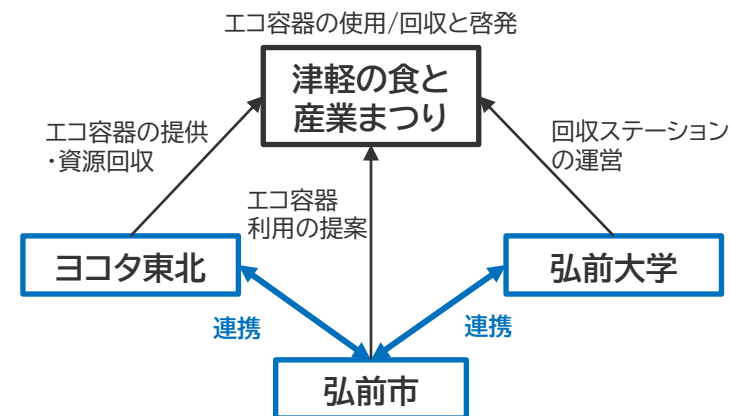 エコ容器の使用/回収と啓発
津軽の食と
産業まつり
エコ容器の提供
・資源回収
回収ステーション
の運営
エコ容器
利用の提案
ヨコタ東北
弘前大学
連携
連携
弘前市